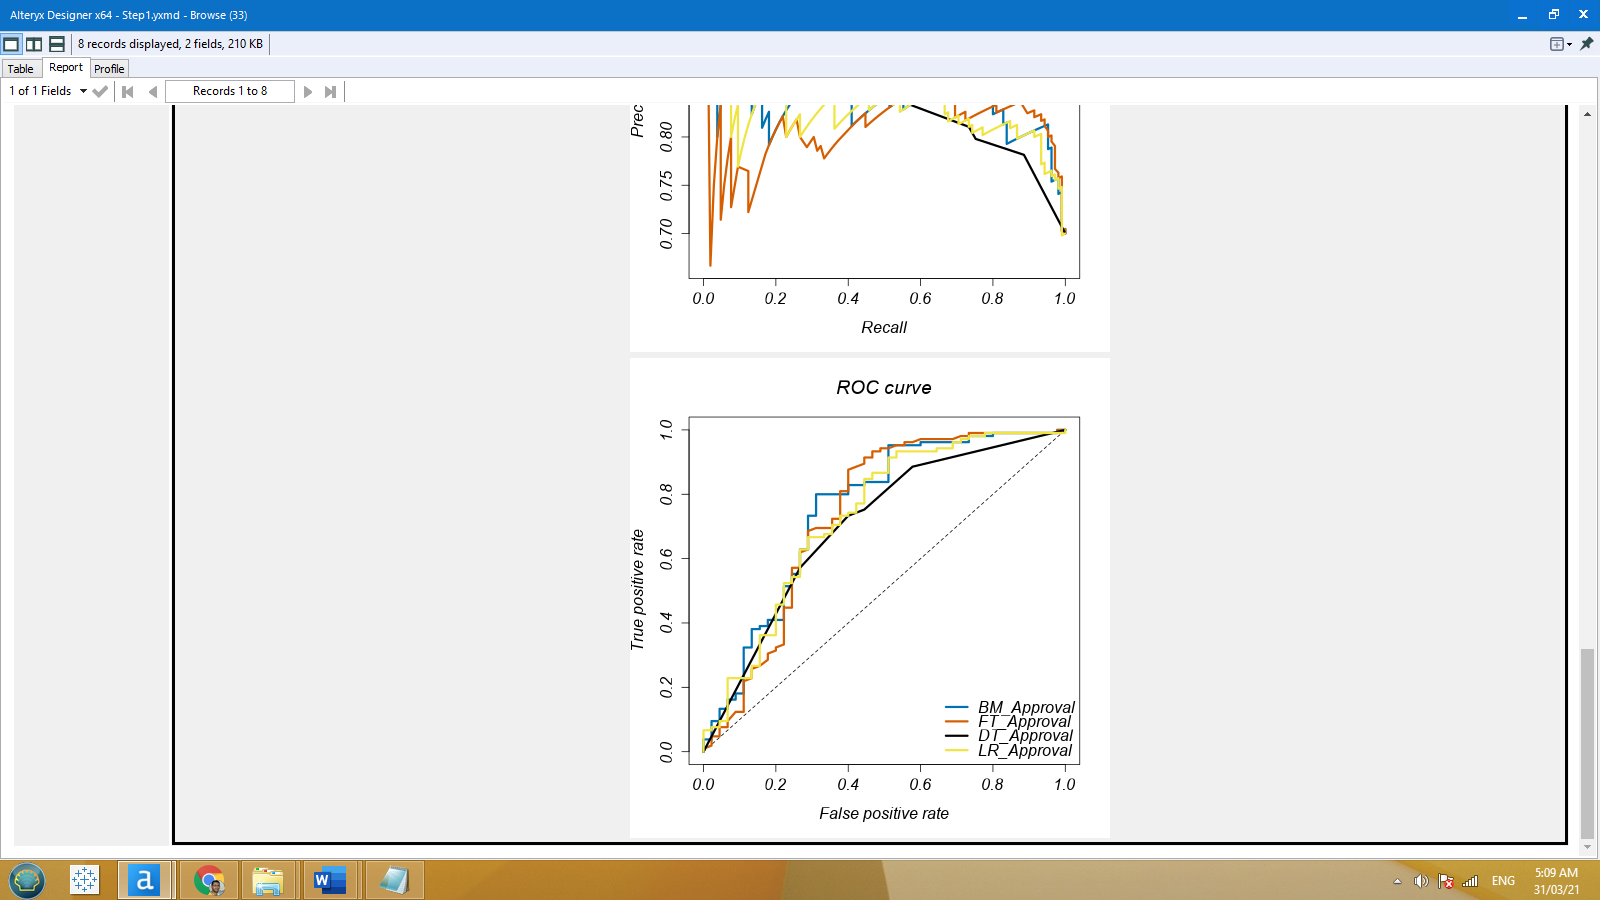 Alteryx Designer x64 - Step1.yxmd - Browse (33)
8 records displayed, 2 fields, 210 KB
Table Report Profile
1 of 1 Fields Records 1 to 8
Prec
0.80
0.75
0.70
0.0 0.2 0.4 0.6 0.8 1.0
Recall
ROC curve
True positive rate
1.0
0.8
0.6
0.4
0.2
0.0
BM_Approval
FT_Approval
DT_Approval
LR_Approval
0.0 0.2 0.4 0.6 0.8 1.0
False positive rate
a
W
ENG
5:09 AM
31/03/21